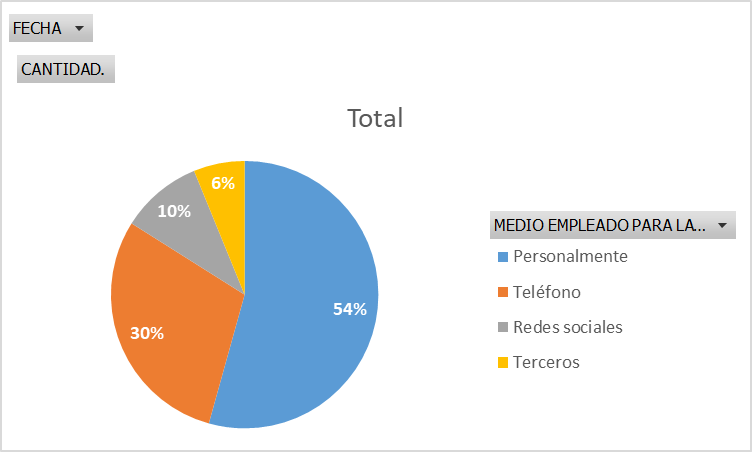 FECHA
CANTIDAD.
Total
6%
10%
54%
30%
MEDIO EMPLEADO PARA LA...
Personalmente
Teléfono
Redes sociales
Terceros